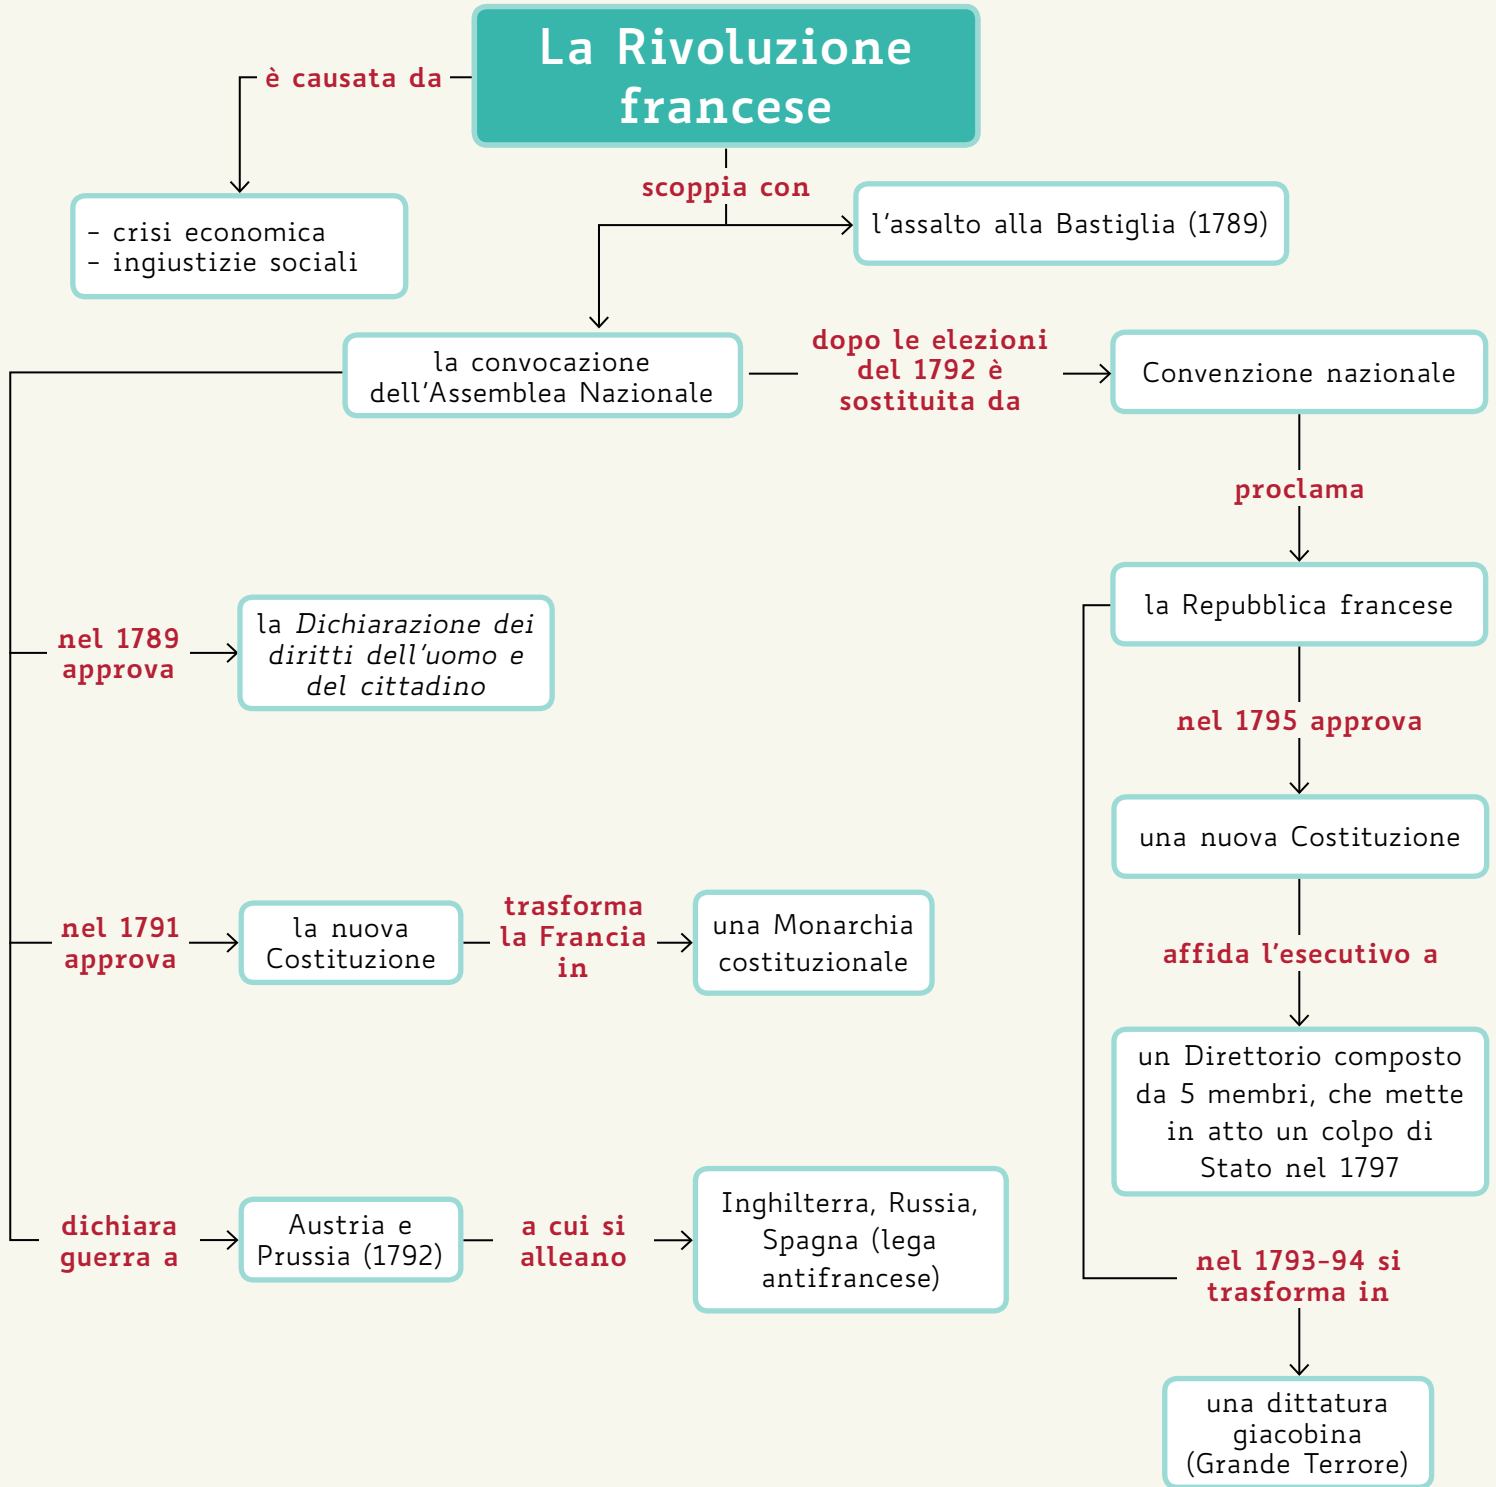 La Rivoluzione
francese
è causata da
– crisi economica
– ingiustizie sociali
scoppia con
l’assalto alla Bastiglia (1789)
la convocazione
dell’Assemblea Nazionale
dopo le elezioni
del 1792 è
sostituita da
Convenzione nazionale
proclama
la Repubblica francese
nel 1789
approva
la Dichiarazione dei
diritti dell’uomo e
del cittadino
nel 1795 approva
una nuova Costituzione
nel 1791
approva
la nuova
Costituzione
trasforma
la Francia
in
una Monarchia
costituzionale
affida l’esecutivo a
un Direttorio composto
da 5 membri, che mette
in atto un colpo di
Stato nel 1797
dichiara
guerra a
Austria e
Prussia (1792)
a cui si
alleano
Inghilterra, Russia,
Spagna (lega
antifrancese)
nel 1793–94 si
trasforma in
una dittatura
giacobina
(Grande Terrore)